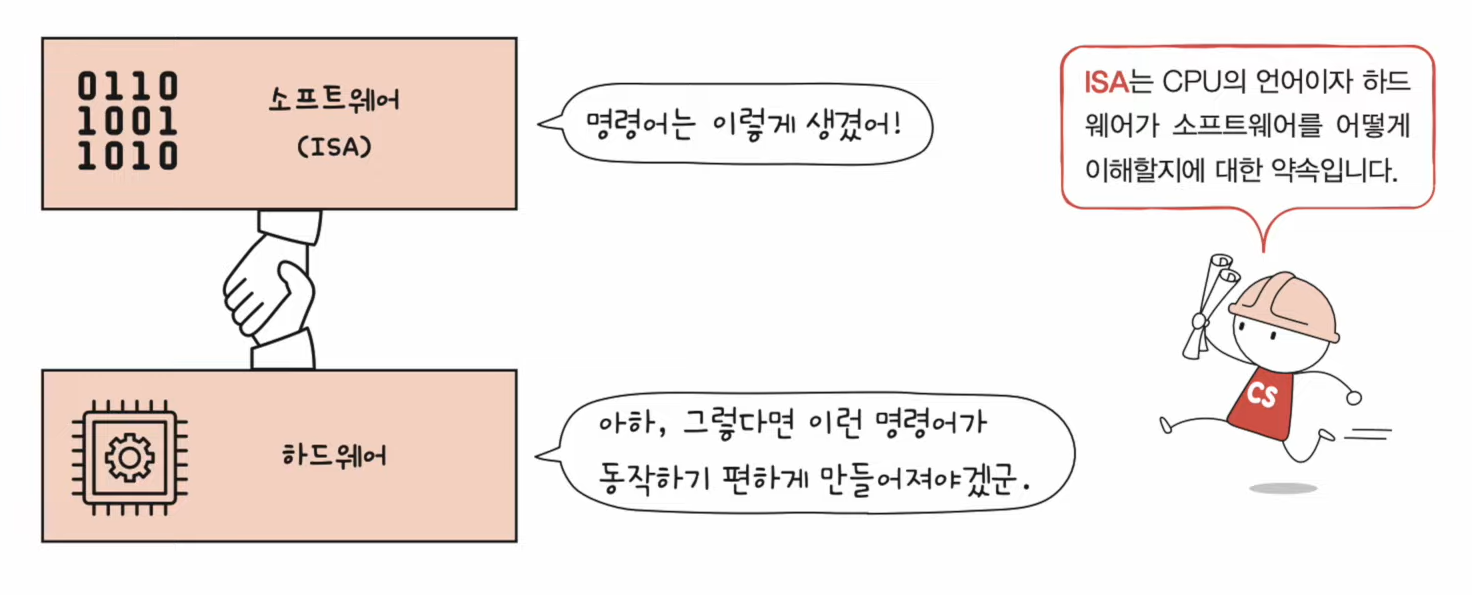 0110
1001
1010
소프트웨어
(ISA)
명령어는 이렇게 생겼어!
ISA는 CPU의 언어이자 하드
웨어가 소프트웨어를 어떻게
이해할지에 대한 약속입니다.
하드웨어
아하, 그렇다면 이런 명령어가
동작하기 편하게 만들어져야겠군.
CS